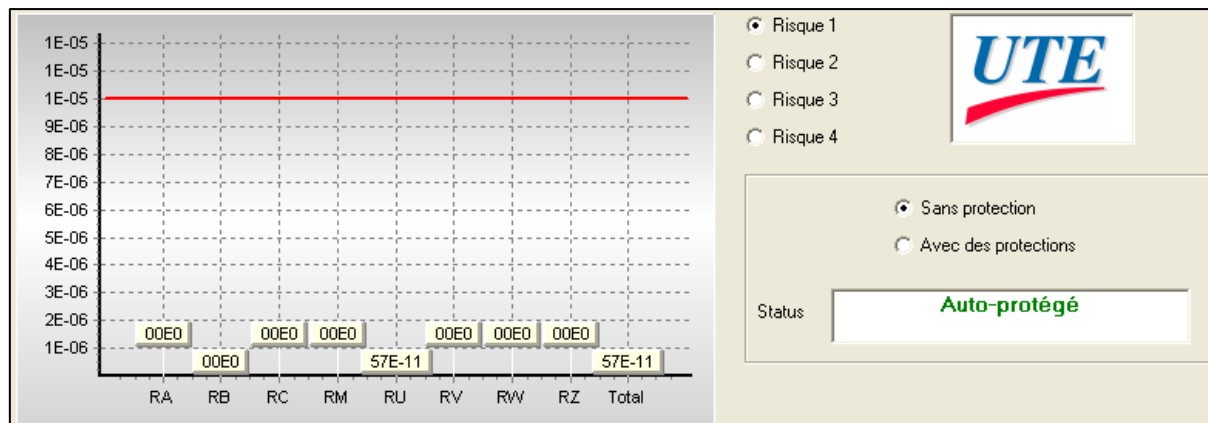 1E-05
1E-05
1E-05
9E-06
8E-06
7E-06
6E-06
5E-06
4E-06
3E-06
2E-06
1E-06
00E0 00E0 00E0 00E0 00E0 00E0
00E0 57E-11 57E-11
RA RB RC RM RU RV RW RZ Total
Risque 1
Risque 2
Risque 3
Risque 4
UTE
Sans protection
Avec des protections
Status Auto-protégé